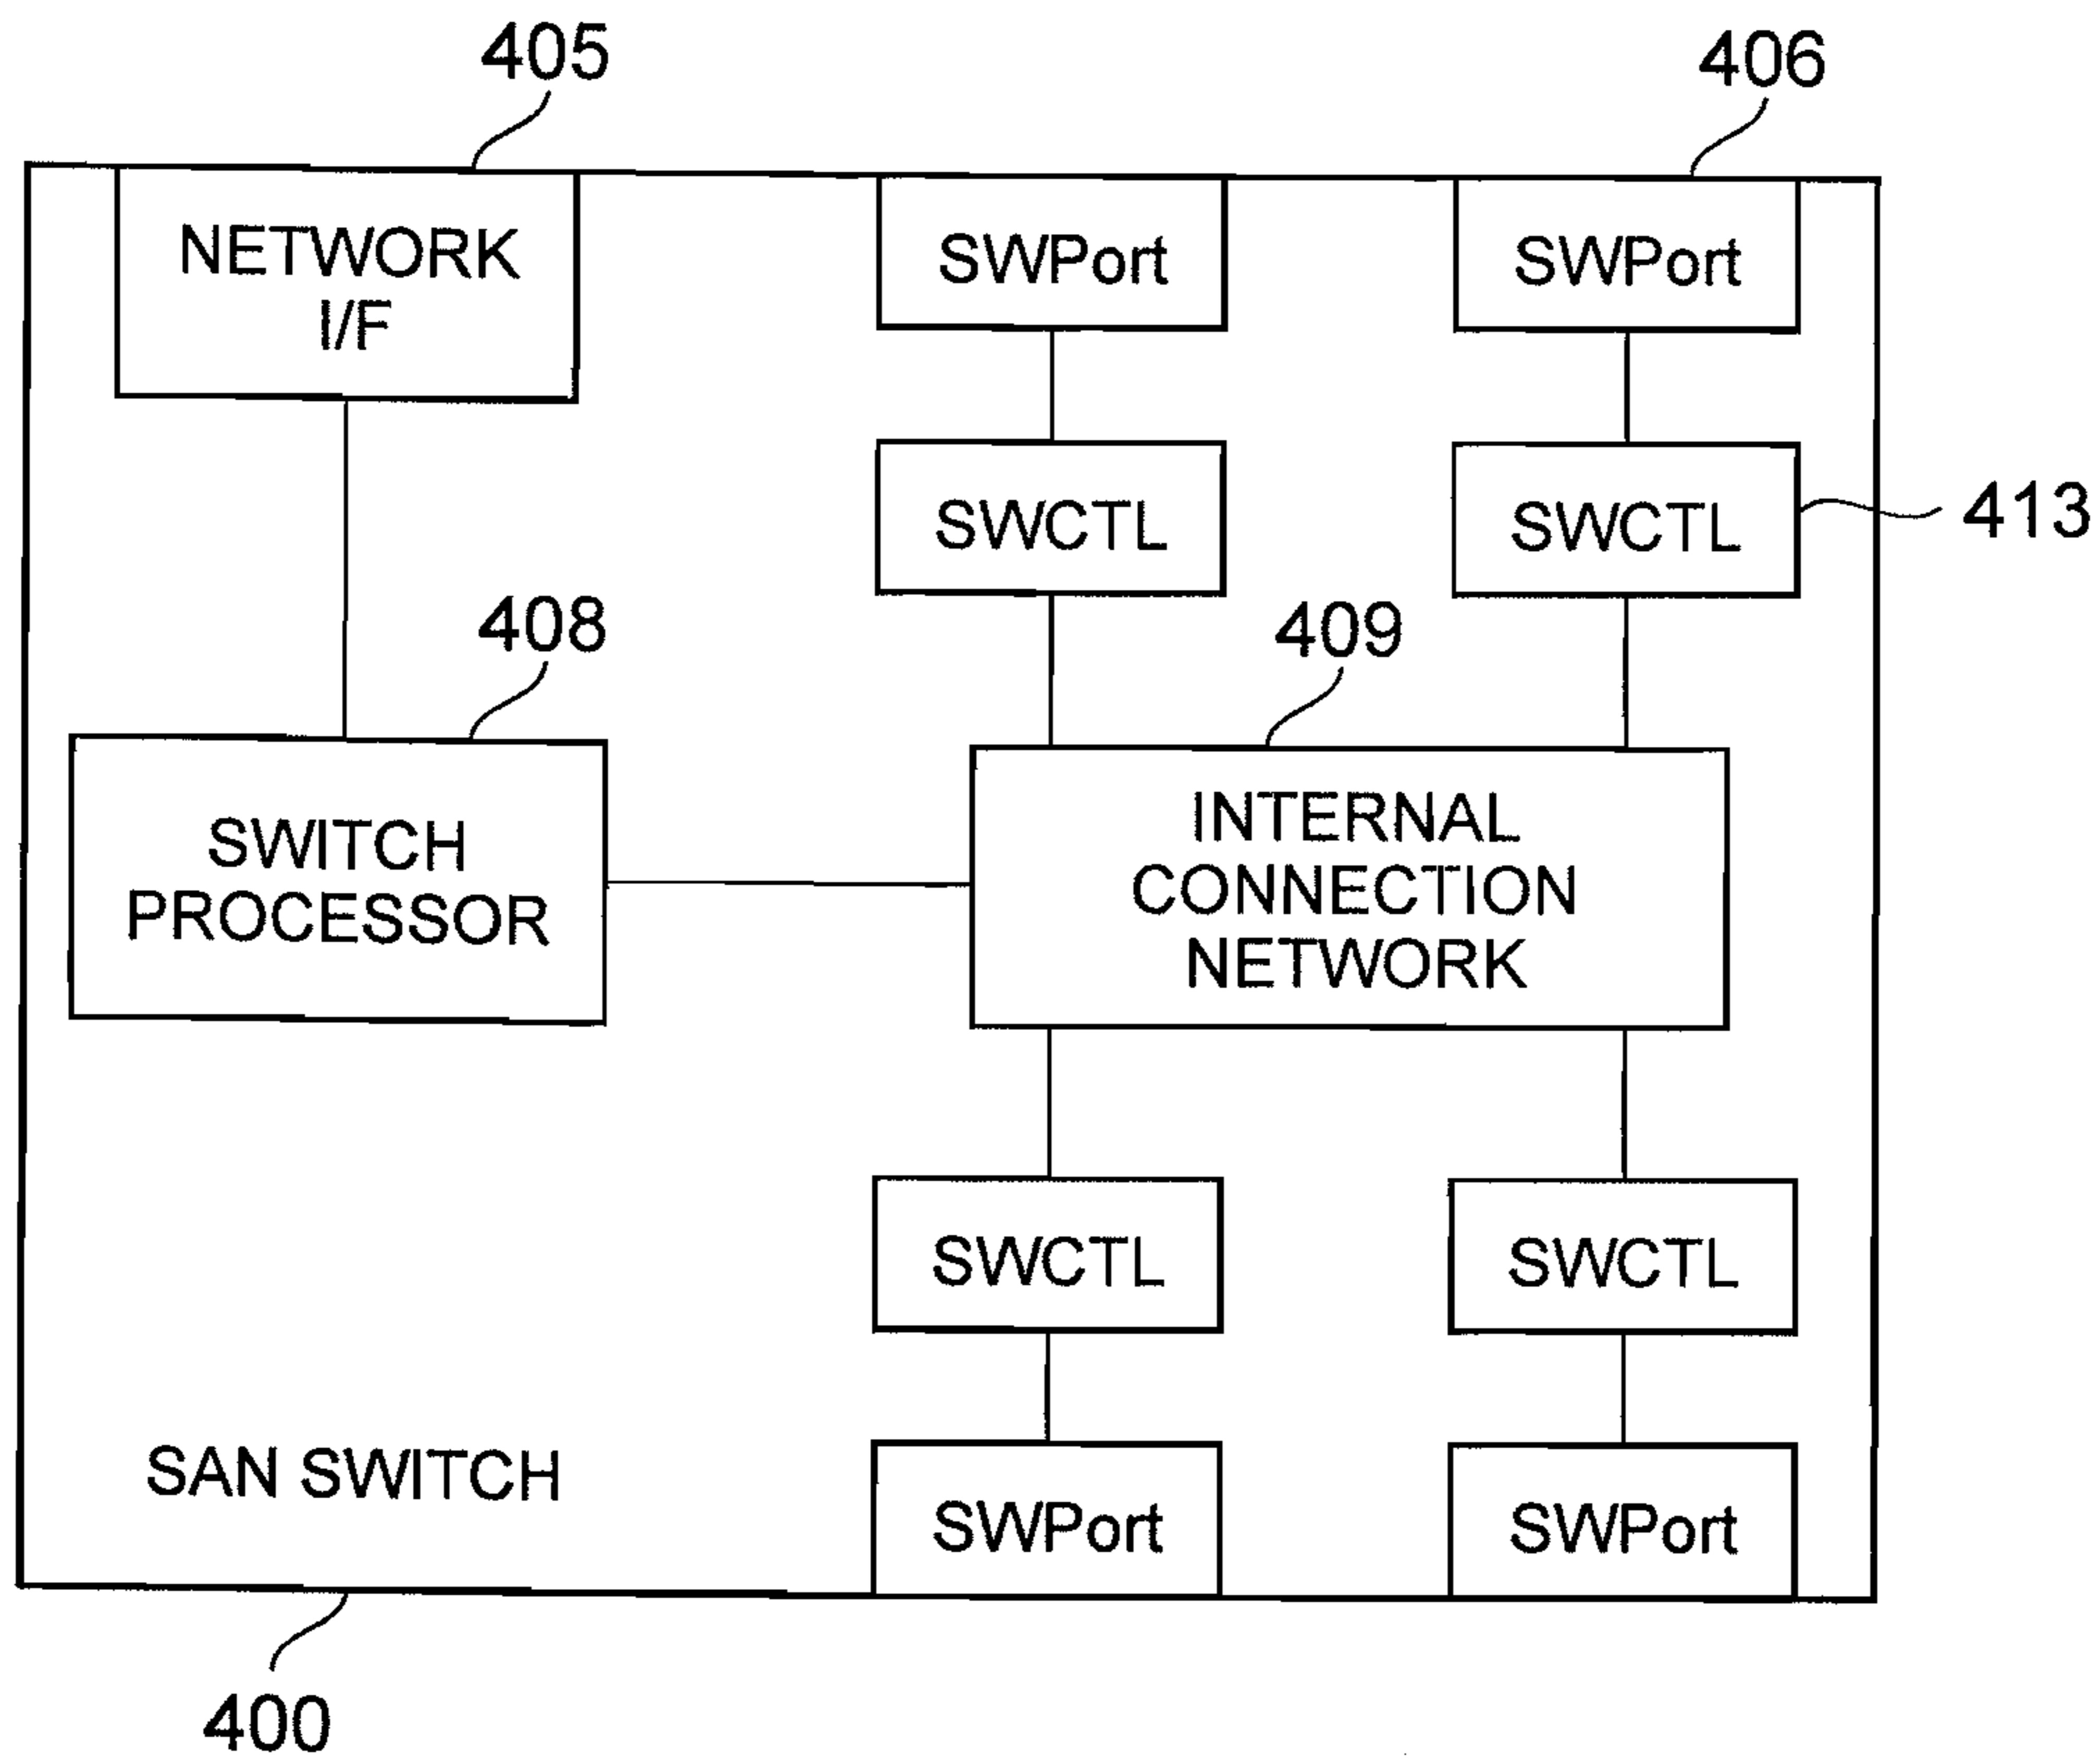 405
406
NETWORK
I/F
SWPort
SWPort
SWCTL
SWCTL
413
408
409
SWITCH
PROCESSOR
INTERNAL
CONNECTION
NETWORK
SWCTL
SWCTL
SAN SWITCH
SWPort
SWPort
400